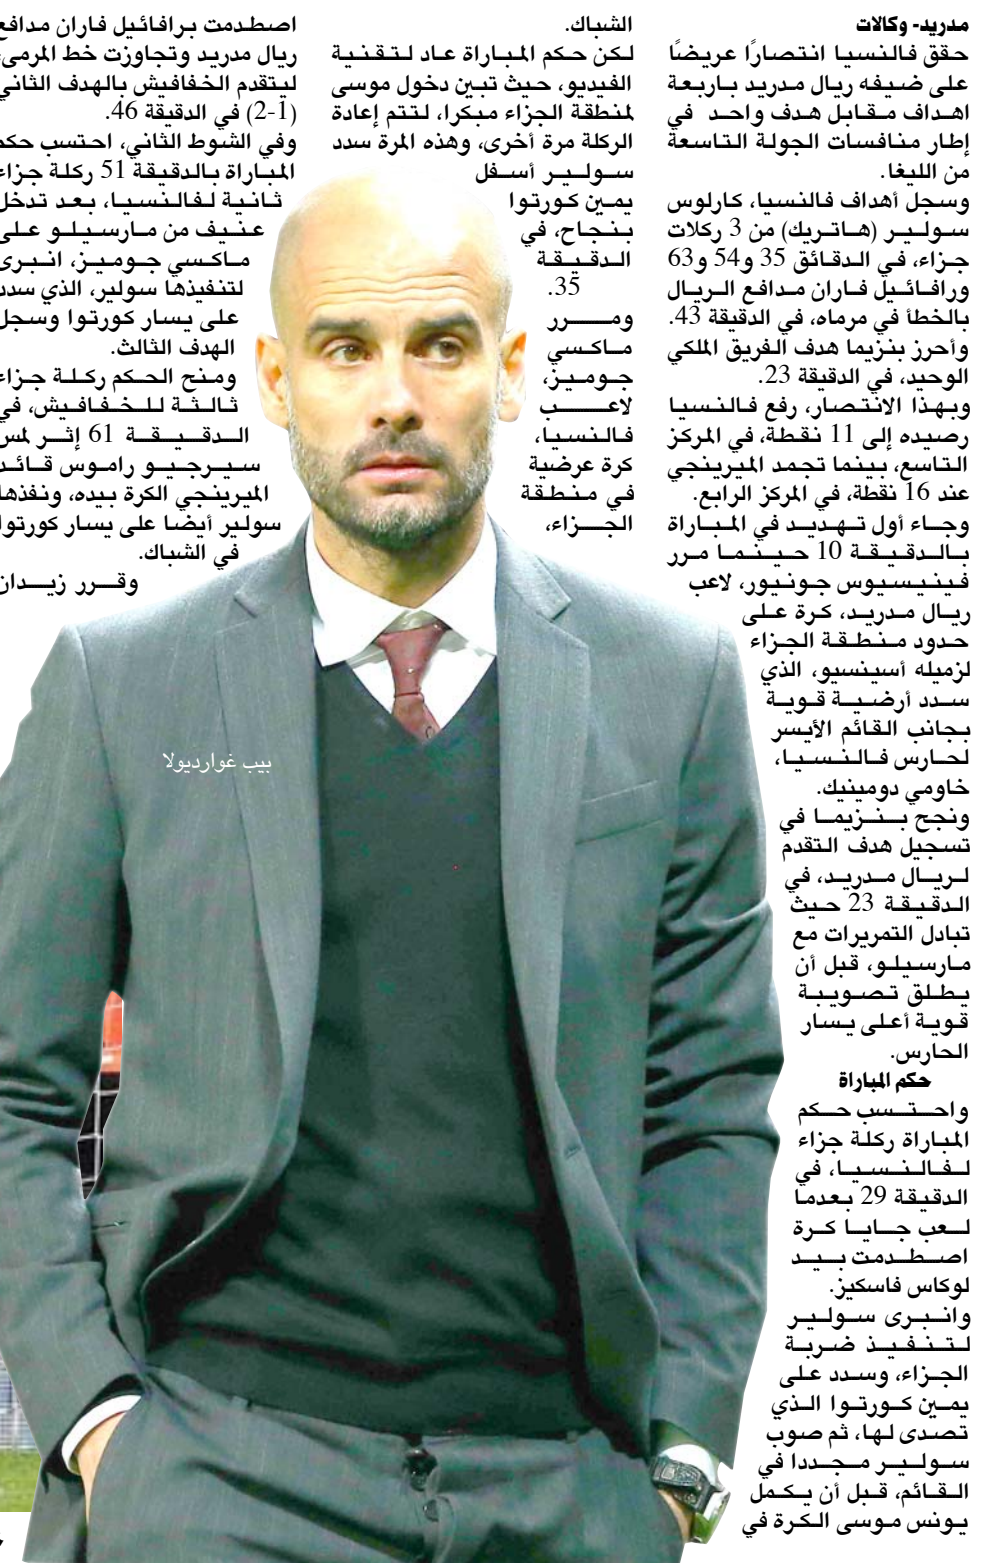 مدريد- وكالات
حقق فالنسيا انتصارًا عريضًا
على ضيفه ريال مدريد باربعة
اهداف مقابل هدف واحد في
إطار منافسات الجولة التاسعة
من الليغا.
وسجل أهداف فالنسيا، كارلوس
سولير (هاتريك) من 3 ركلات
جزاء، في الدقائق 35 و54 و63
ورافائيل فاران مدافع الريال
بالخطأ في مرماه، في الدقيقة 43.
وأحرز بنزيما هدف الفريق الملكي
الوحيد، في الدقيقة 23.
وبهذا الانتصار، رفع فالنسيا
رصيده إلى 11 نقطة، في المركز
التاسع، بينما تجمد الميرينجي
عند 16 نقطة، في المركز الرابع.
وجاء أول تهديد في المباراة
بالدقيقة 10 حينما مرر
فينيسيوس جونيور، لاعب
ريال مدريد، كرة على
حدود منطقة الجزاء
لزميله أسينسيو، الذي
سدد أرضية قوية
بجانب القائم الأيسر
لحارس فالنسيا،
خاومي دومينيك.
ونجح بنزيما في
تسجيل هدف التقدم
لريال مدريد، في
الدقيقة 23 حيث
تبادل التمريرات مع
مارسيلو، قبل أن
يطلق تصويبة
قوية أعلى يسار
الحارس.
حكم المباراة
واحتسب حكم
المباراة ركلة جزاء
لفالنسيا، في
الدقيقة 29 بعدما
لعب جايا كرة
اصطدمت بيد
لوكاس فاسكيز.
وانبرى سولير
لتنفيذ ضربة
الجزاء، وسدد على
يمين كورتوا الذي
تصدى لها، ثم صوب
سولير مجددا في
القائم، قبل أن يكمل
يونس موسى الكرة في
الشباك.
لكن حكم المباراة عاد لتقنية
الفيديو، حيث تبين دخول موسى
لمنطقة الجزاء مبكرا، لتتم إعادة
الركلة مرة أخرى، وهذه المرة سدد
سولير أسفل
يمين كورتوا
بنجاح، في
الدقيقة
35.
ومرر
ماكسي
جوميز،
لاعب
فالنسيا،
كرة عرضية
في منطقة
الجزاء،
اصطدمت برافائيل فاران مدافع
ريال مدريد وتجاوزت خط المرمى،
ليتقدم الخفافيش بالهدف الثاني
(2-1) في الدقيقة 46.
وفي الشوط الثاني، احتسب حكم
المباراة بالدقيقة 51 ركلة جزاء
ثانية لفالنسيا، بعد تدخل
عنيف من مارسيلو على
ماكسي جوميز، انبرى
لتنفيذها سولير، الذي سدد
على يسار كورتوا وسجل
الهدف الثالث.
ومنح الحكم ركلة جزاء
ثالثة للخفافيش، في
الدقيقة 61 إثر لمس
سيرجيو راموس قائد
الميرينجي الكرة بيده، ونفذها
سولير أيضا على يسار كورتوا
في الشباك.
وقرر زيدان
بيب غوارديولا